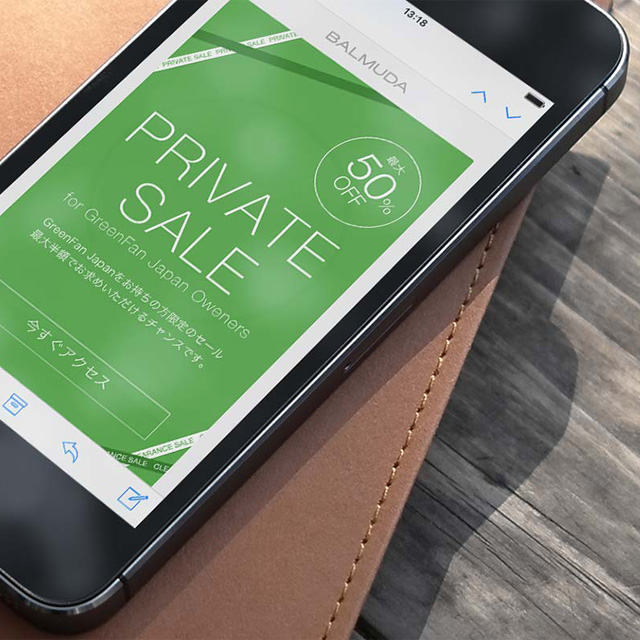 13:18
BALMUDA
PRIVATE SALE PRIVATE SALE PRIVATE
最大
50%
OFF
PRIVATE
SALE
for GreenFan Japan Oweners
GreenFan Japanをお持ちの方限定のセール
最大半額でお求めいただけるチャンスです。
今すぐアクセス
CLEARANCE SALE
ARANCE SALE CLE